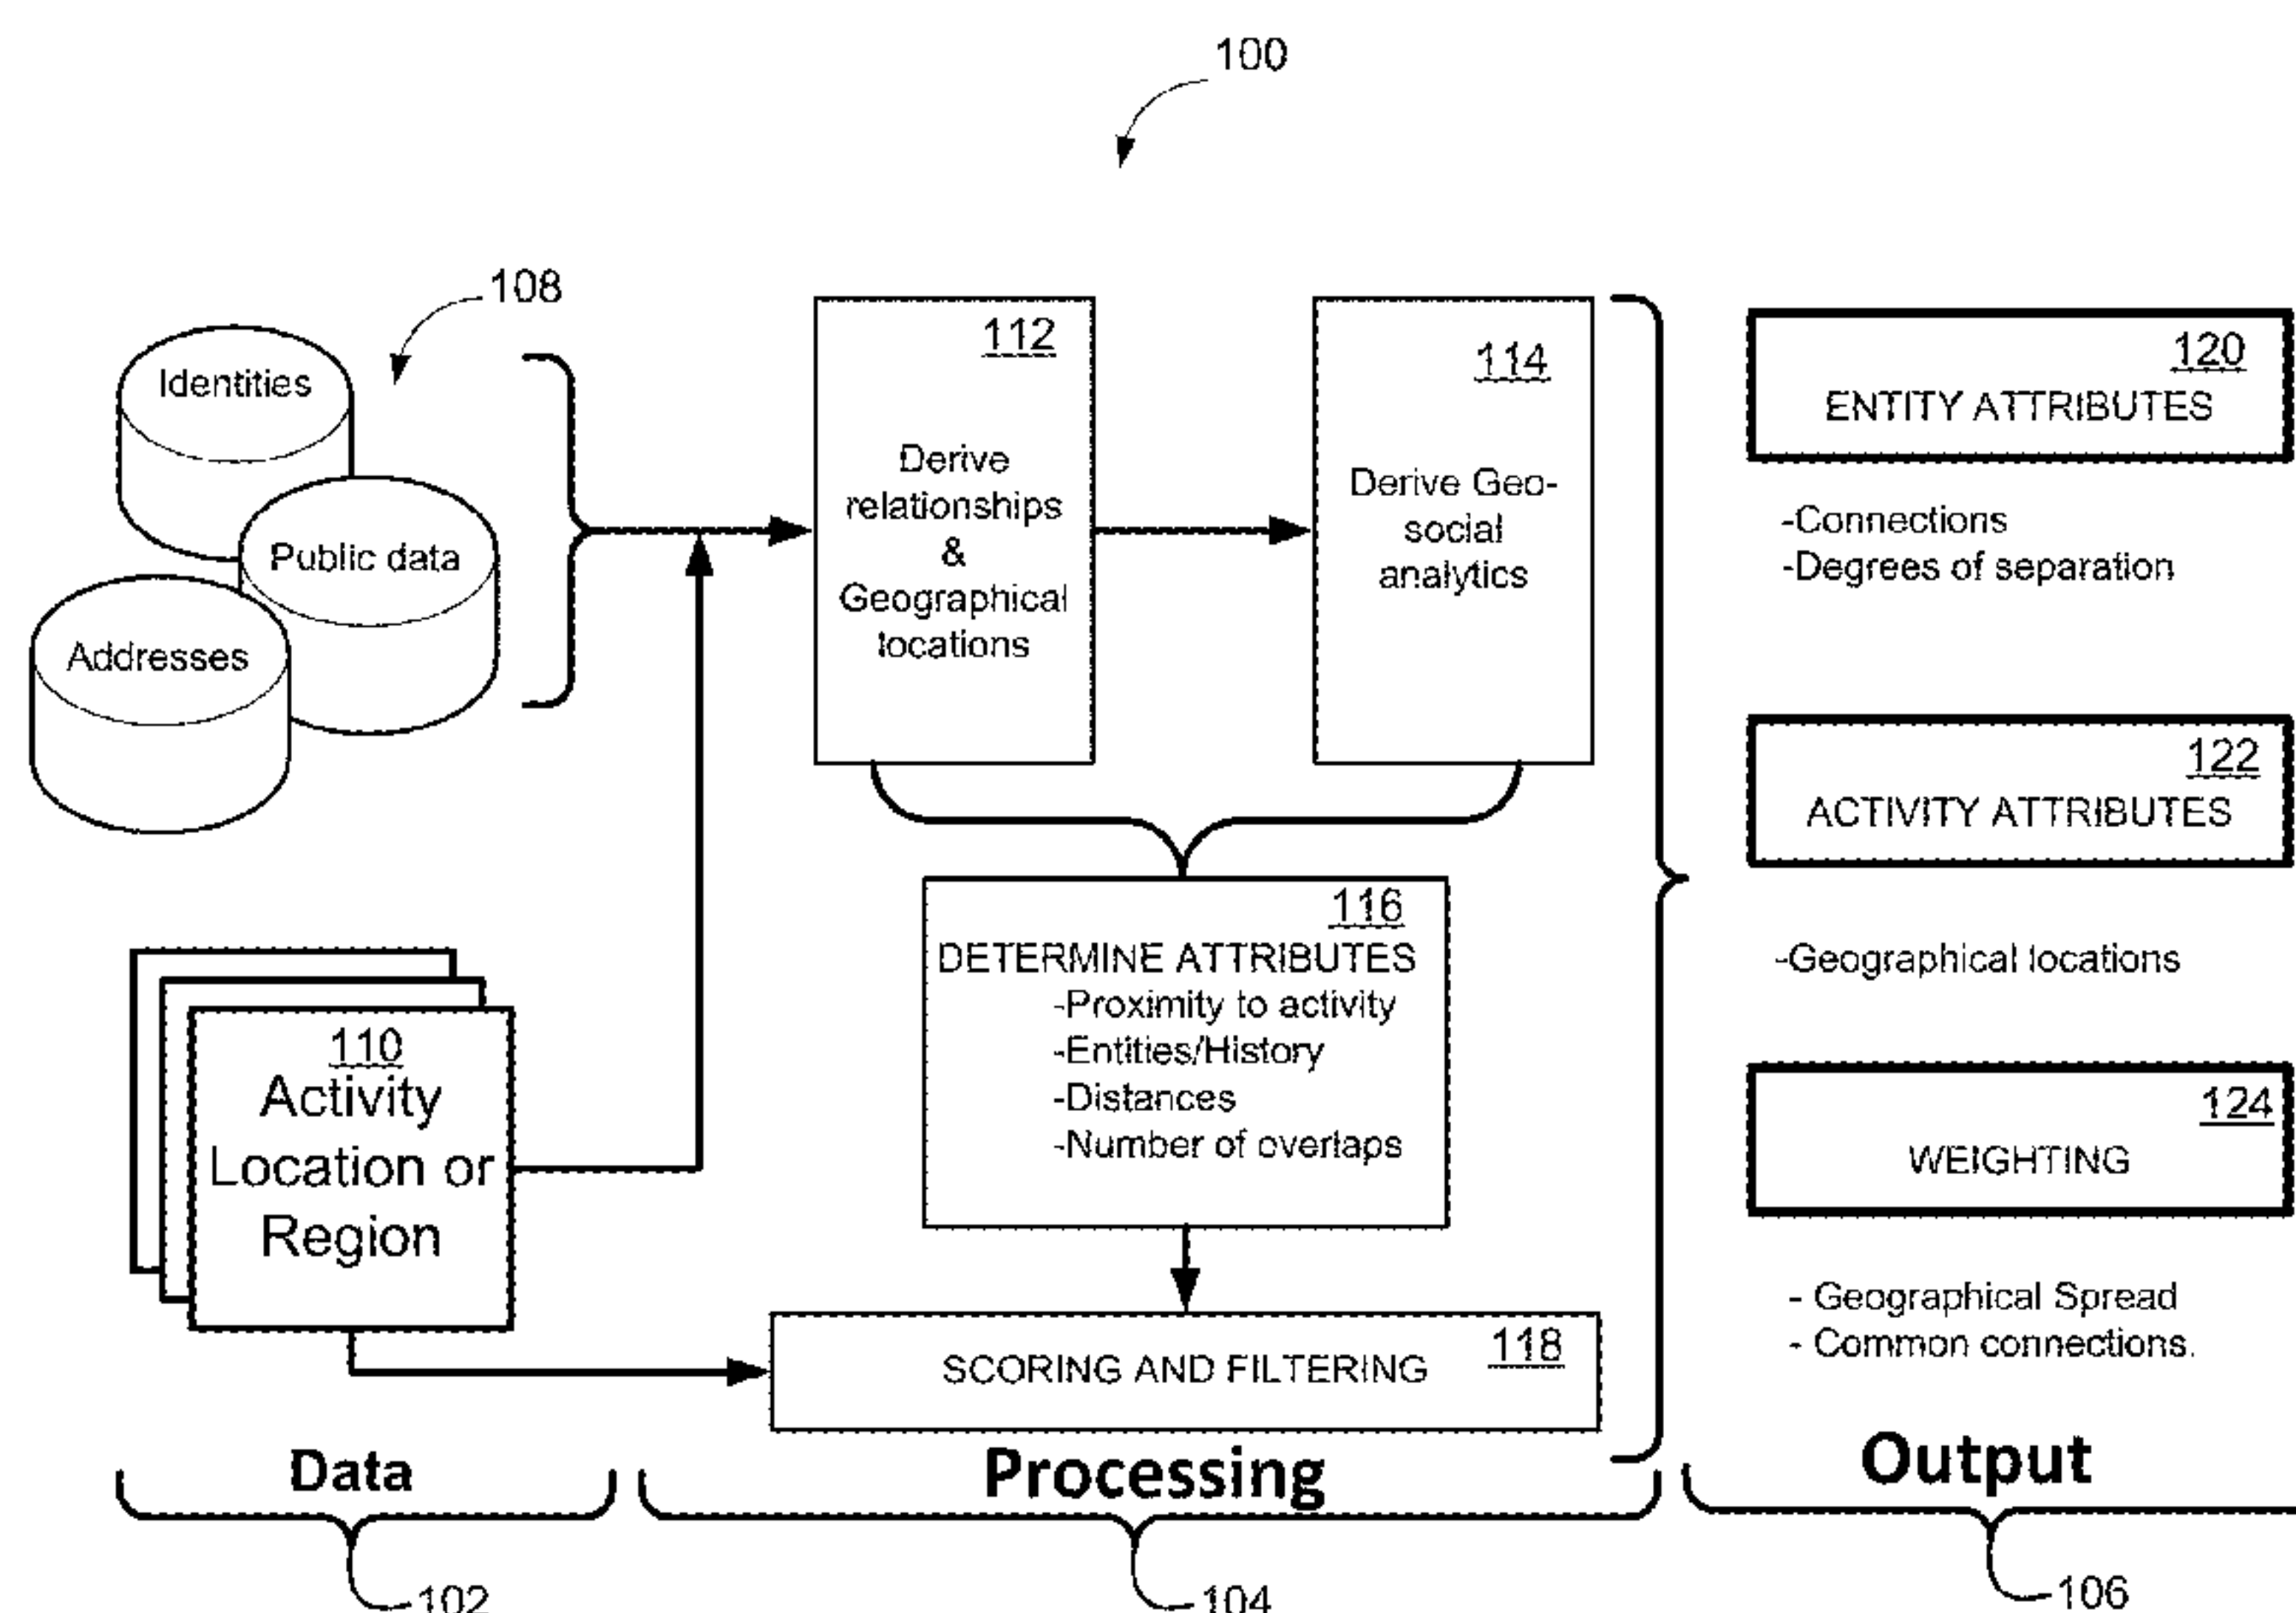 100
108
Identities
Public data
Addresses
112
Derive
relationships
&
Geographical
locations
114
Derive Geo-
social
analytics
120
ENTITY ATTRIBUTES
-Connections
-Degrees of separation
122
ACTIVITY ATTRIBUTES
-Geographical locations
116
DETERMINE ATTRIBUTES
-Proximity to activity
-Entities/History
-Distances
-Number of overlaps
110
Activity
Location or
Region
124
WEIGHTING
- Geographical Spread
- Common connections.
118
SCORING AND FILTERING
Data
Processing
Output
102
104
106